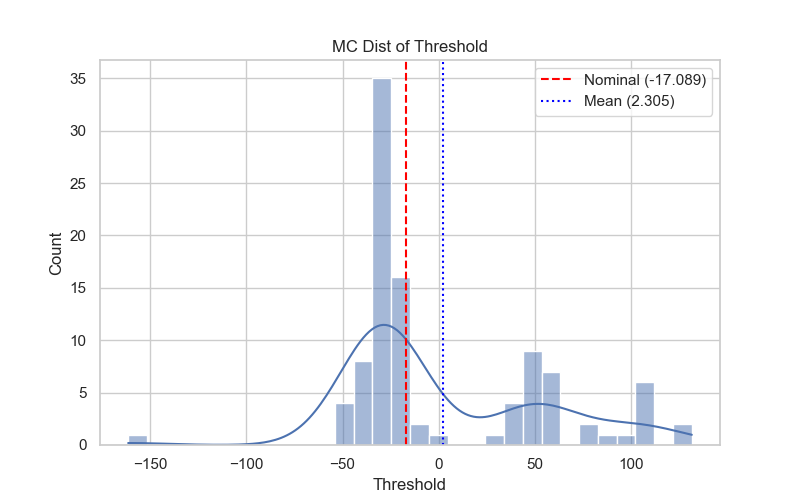 MC Dist of Threshold
Nominal (-17.089)
Mean (2.305)
Count
35
30
25
20
15
10
5
0
−150
−100
−50
0
50
100
Threshold